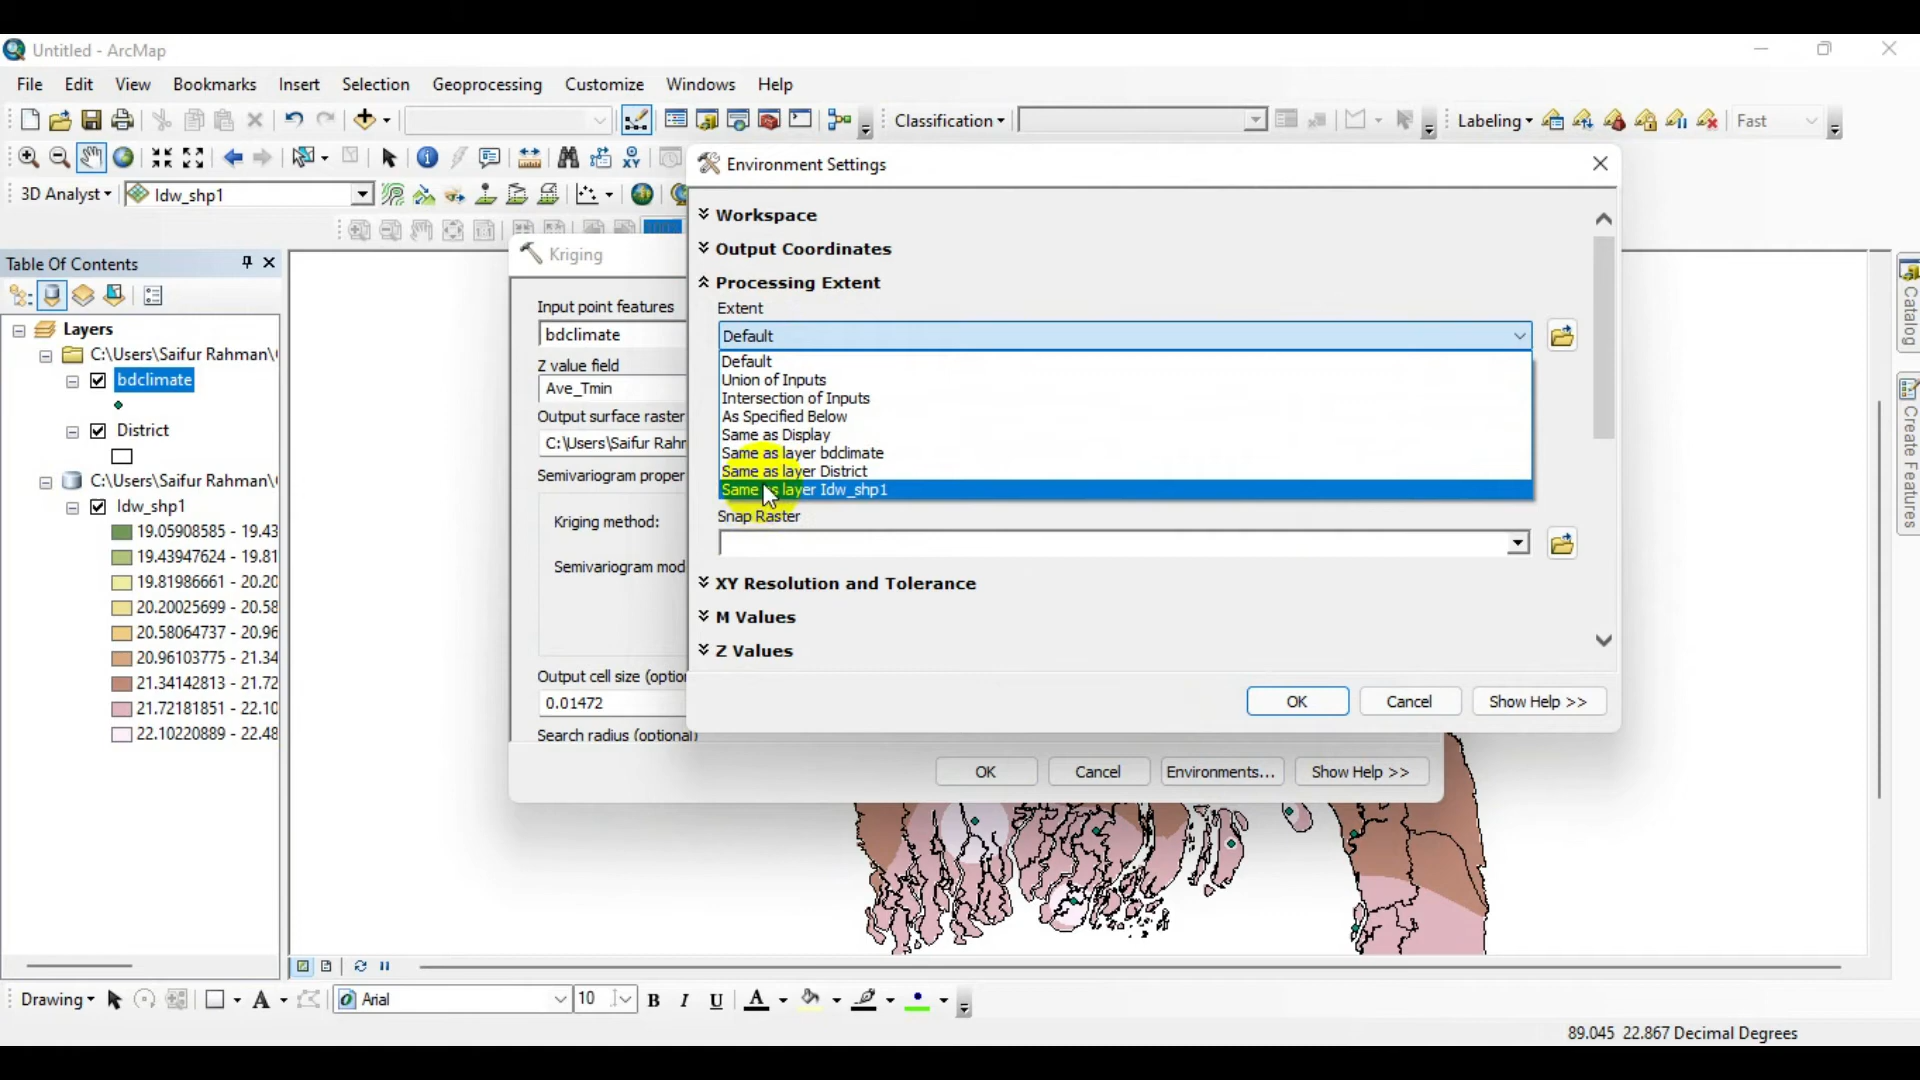 Untitled - ArcMap
File Edit View Bookmarks Insert Selection Geoprocessing Customize Windows Help
Classification Labeling Fast
3D Analyst Idw_shp1
Environment Settings
Workspace
Output Coordinates
Processing Extent
Extent
Default
Default
Union of Inputs
Intersection of Inputs
As Specified Below
Same as Display
Same as layer bdclimate
Same as layer District
Same as layer Idw_shp1
Snap Raster
XY Resolution and Tolerance
M Values
Z Values
OK Cancel Show Help >>
Kriging
Input point features
bdclimate
Z value field
Ave_Tmin
Output surface raster
C:\Users\Saifur Rahr
Semivariogram proper
Kriging method:
Semivariogram mod
Output cell size (option
0.01472
Search radius (optional)
OK Cancel Environments... Show Help >>
Table Of Contents
Layers
C:\Users\Saifur Rahman\
bdclimate
District
C:\Users\Saifur Rahman\
Idw_shp1
19.05908585 - 19.43
19.43947624 - 19.81
19.81986661 - 20.20
20.20025699 - 20.58
20.58064737 - 20.96
20.96103775 - 21.34
21.34142813 - 21.72
21.72181851 - 22.10
22.10220889 - 22.48
Catalog
Create Features
Drawing A Arial 10 B I U A
89.045 22.867 Decimal Degrees